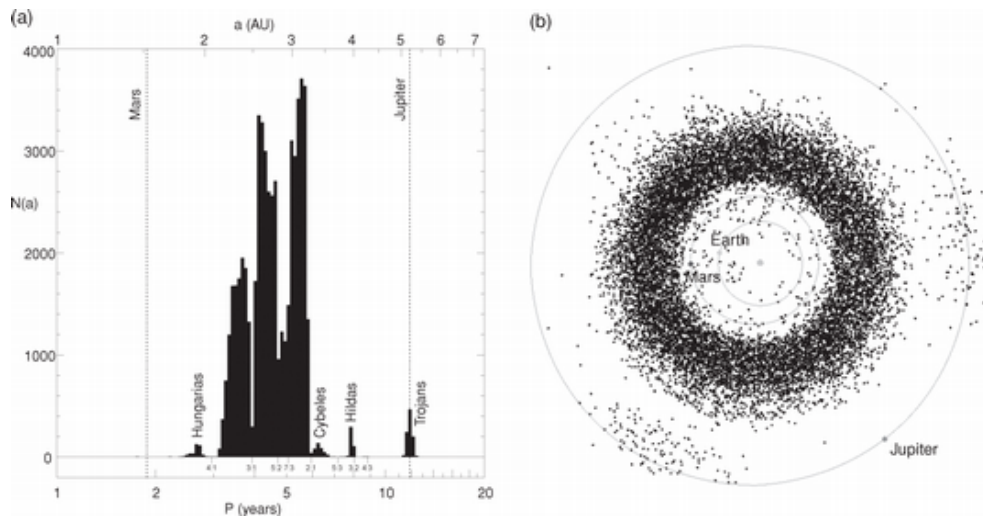 (a)
a (AU)
1 2 3 4 5 6 7
4000
3000
N(a)
2000
1000
0
Mars
Jupiter
Hungarias
Cybeles
Hildas
Trojans
4:1 3:1 5:2 7:3 2:1 5:3 3:2 4:3
1 2 5 10 20
P (years)
(b)
Earth
Mars
Jupiter